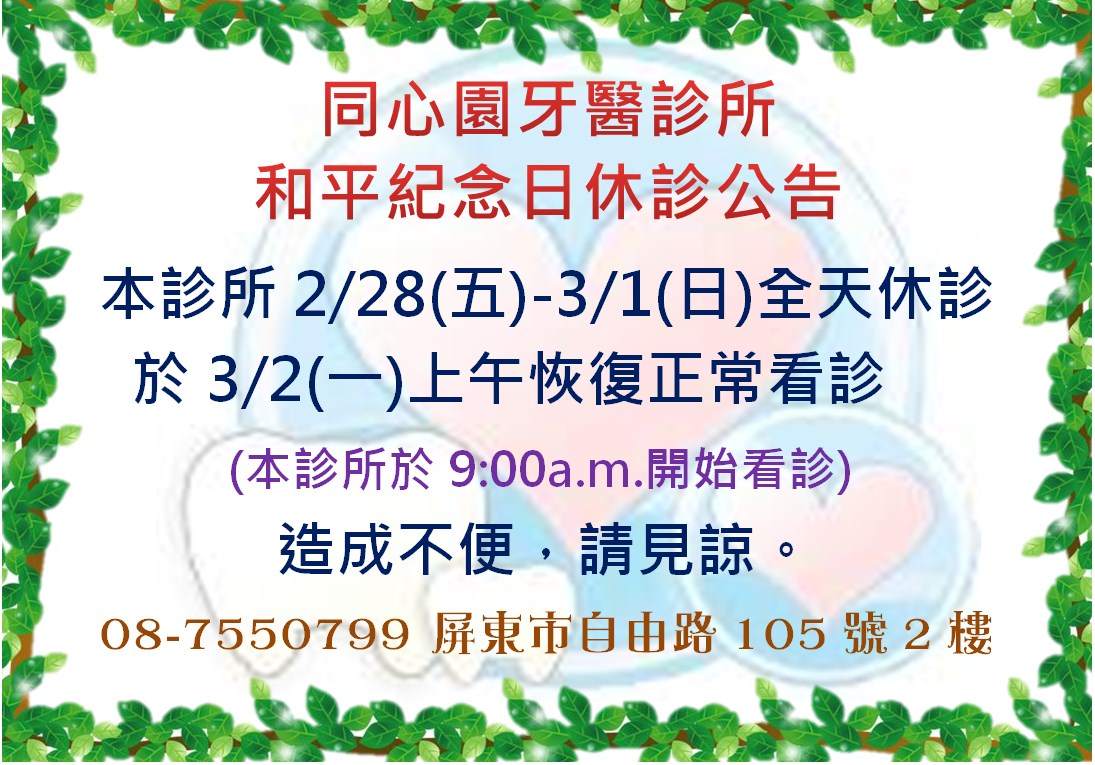 同心園牙醫診所
和平紀念日休診公告
本診所 2/28(五)-3/1(日)全天休診
於 3/2(一)上午恢復正常看診
(本診所於 9:00a.m.開始看診)
造成不便，請見諒。
08-7550799 屏東市自由路 105 號 2 樓